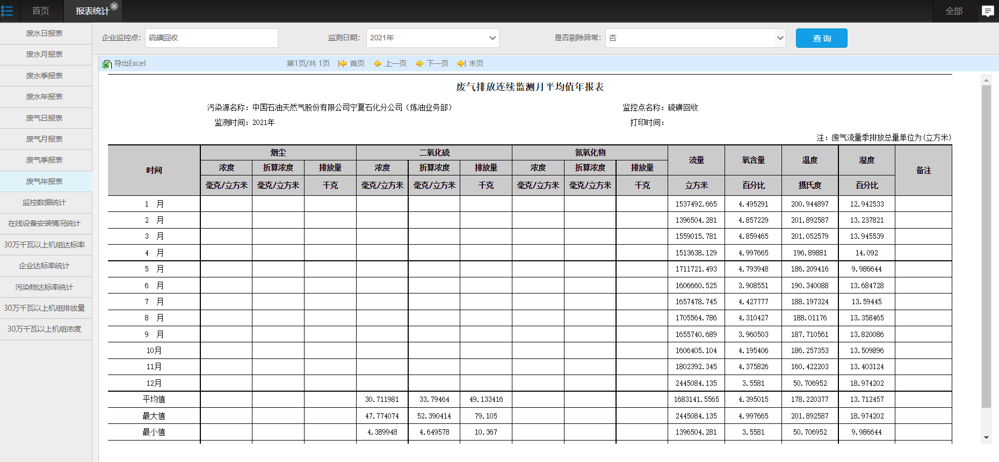 首页 报表统计 全部
废水日报表
废水月报表
废水季报表
废水年报表
废气日报表
废气月报表
废气季报表
废气年报表
监控数据统计
在线设备安装情况统计
30万千瓦以上机组达标率
企业达标率统计
污染物达标率统计
30万千瓦以上机组排放量
30万千瓦以上机组浓度
企业监控点: 硫磺回收 监测日期: 2021年 是否剔除异常: 否 查询
导出Excel 第1页/共 1页 首页 上一页 下一页 末页
废气排放连续监测月平均值年报表
污染源名称: 中国石油天然气股份有限公司宁夏石化分公司（炼油业务部） 监控点名称: 硫磺回收
监测时间: 2021年 打印时间:
注: 废气流量季排放总量单位为(立方米)
时间 烟尘 二氧化硫 氮氧化物 流量 氧含量 温度 湿度 备注
浓度 折算浓度 排放量 浓度 折算浓度 排放量 浓度 折算浓度 排放量
毫克/立方米 毫克/立方米 千克 毫克/立方米 毫克/立方米 千克 毫克/立方米 毫克/立方米 千克 立方米 百分比 摄氏度 百分比
1 月 1537492.665 4.495291 200.944897 12.942533
2 月 1396504.281 4.857229 201.892587 13.237821
3 月 1559015.781 4.859465 201.052579 13.945539
4 月 1513638.129 4.997665 196.89881 14.092
5 月 1711721.493 4.793948 186.209416 9.986644
6 月 1606660.525 3.908551 190.340088 13.684728
7 月 1657478.745 4.427777 188.197324 13.59445
8 月 1705564.786 4.310427 188.01176 13.358465
9 月 1655740.689 3.960503 187.710561 13.820086
10月 1606405.104 4.195406 186.257353 13.509896
11月 1802392.345 4.375826 160.422203 13.403124
12月 2445084.135 3.5581 50.706952 18.974202
平均值 30.711981 33.79464 49.133416 1683141.5565 4.395015 178.220377 13.712457
最大值 47.774074 52.390414 79.105 2445084.135 4.997665 201.892587 18.974202
最小值 4.389948 4.649578 10.367 1396504.281 3.5581 50.706952 9.986644